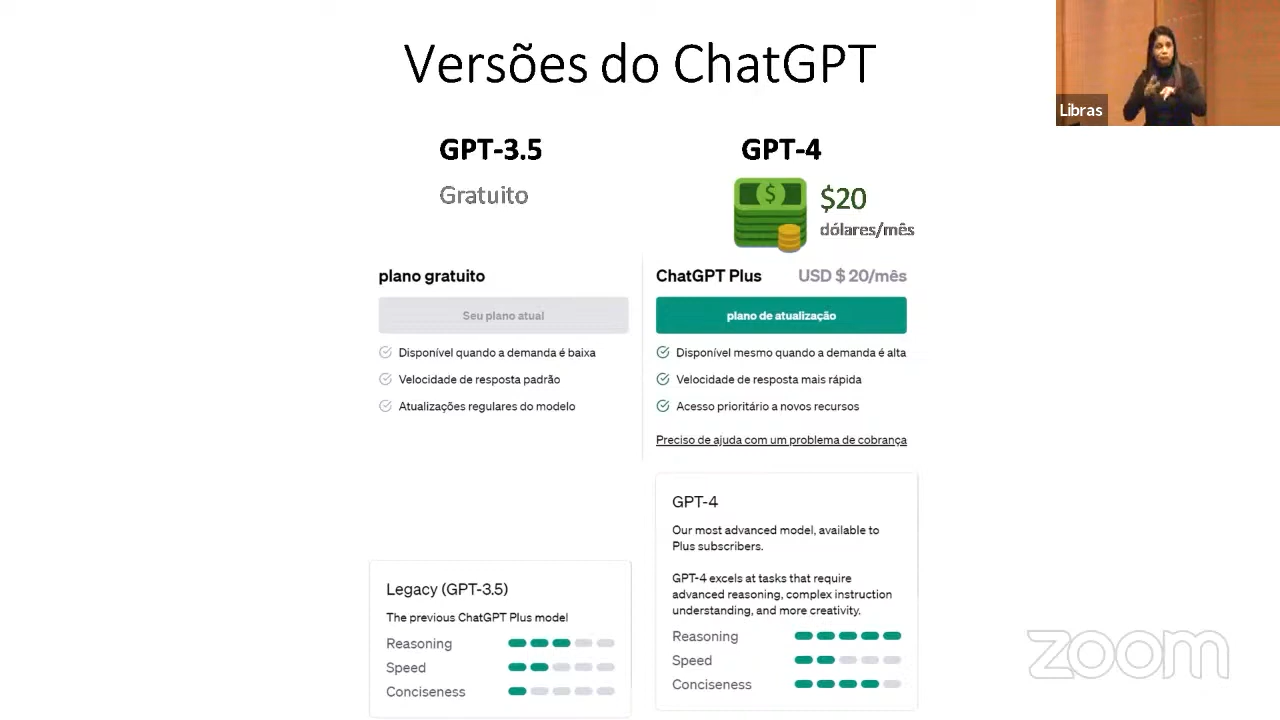 Versões do ChatGPT
Libras
GPT-3.5
Gratuito
GPT-4
$
$20
dólares/mês
plano gratuito
Seu plano atual
Disponível quando a demanda é baixa
Velocidade de resposta padrão
Atualizações regulares do modelo
ChatGPT Plus USD $ 20/mês
plano de atualização
Disponível mesmo quando a demanda é alta
Velocidade de resposta mais rápida
Acesso prioritário a novos recursos
Preciso de ajuda com um problema de cobrança
Legacy (GPT-3.5)
The previous ChatGPT Plus model
Reasoning
Speed
Conciseness
GPT-4
Our most advanced model, available to
Plus subscribers.
GPT-4 excels at tasks that require
advanced reasoning, complex instruction
understanding, and more creativity.
Reasoning
Speed
Conciseness
zoom